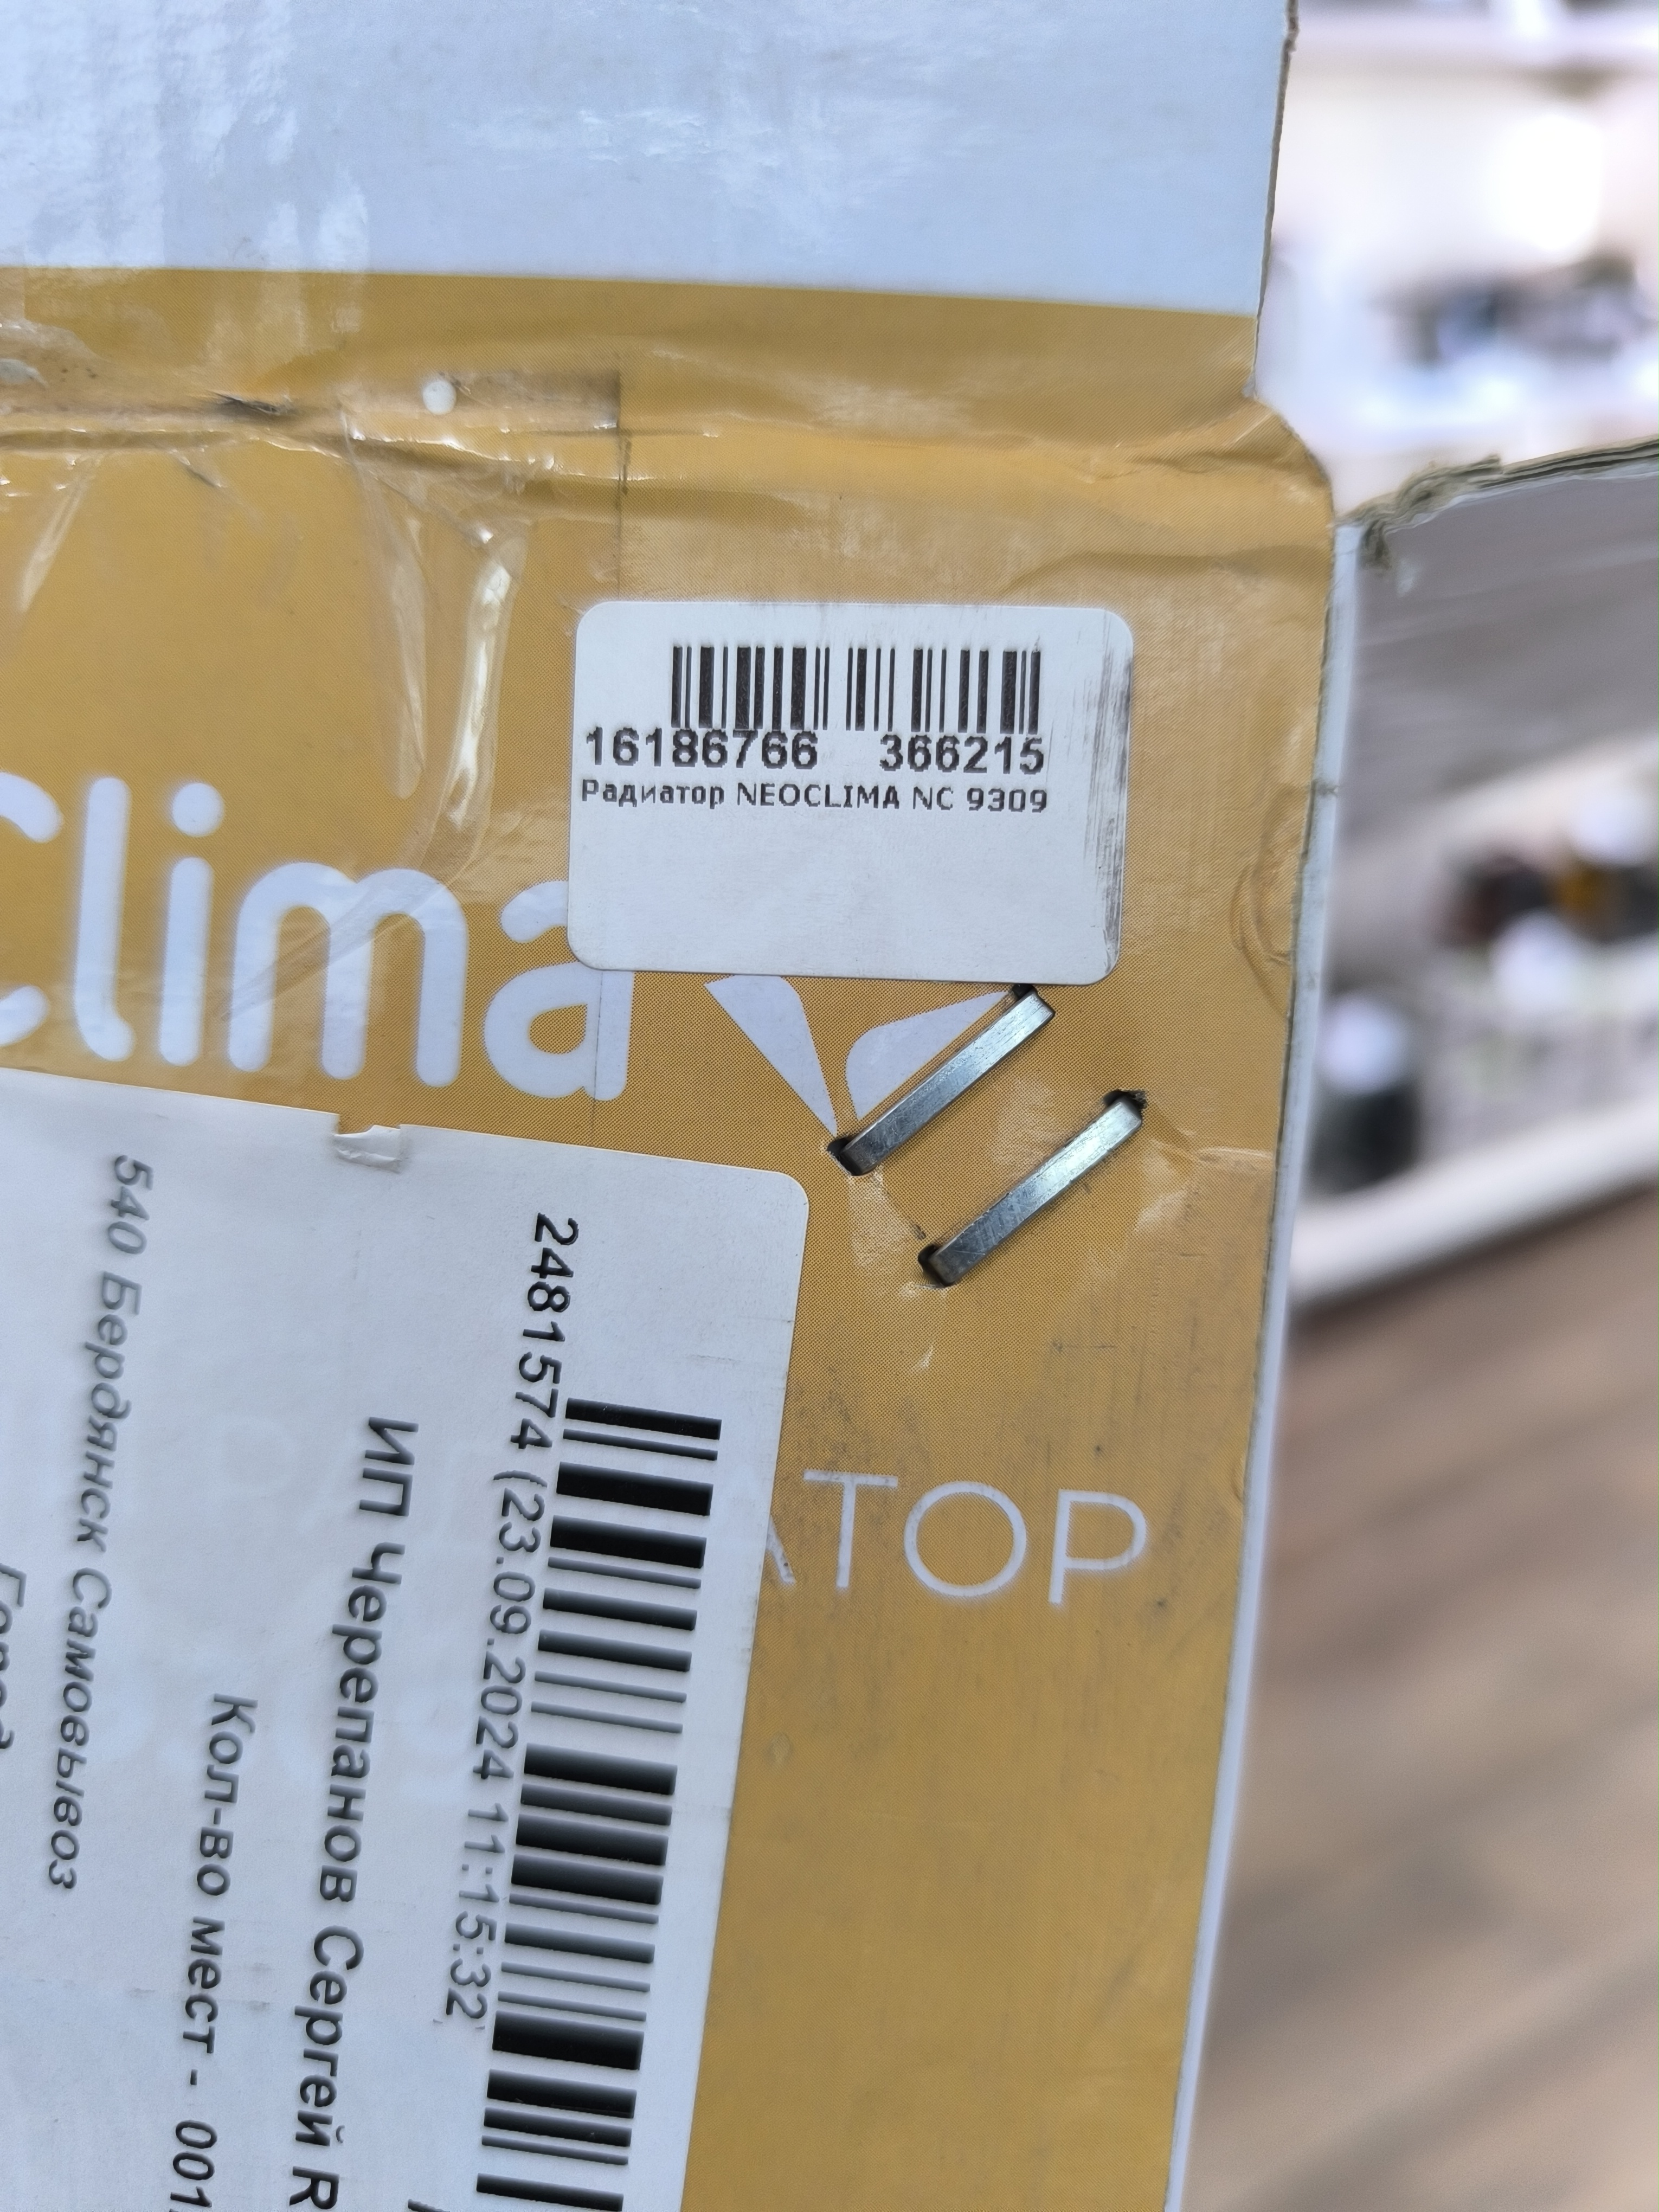 16186766 366215
Радиатор NEOCLIMA NC 9309
Clima
АТОР
2481574 (23.09.2024 11:15:32
ИП Черепанов Сергей R
Кол-во мест - 001
540 Бердянск Самовывоз